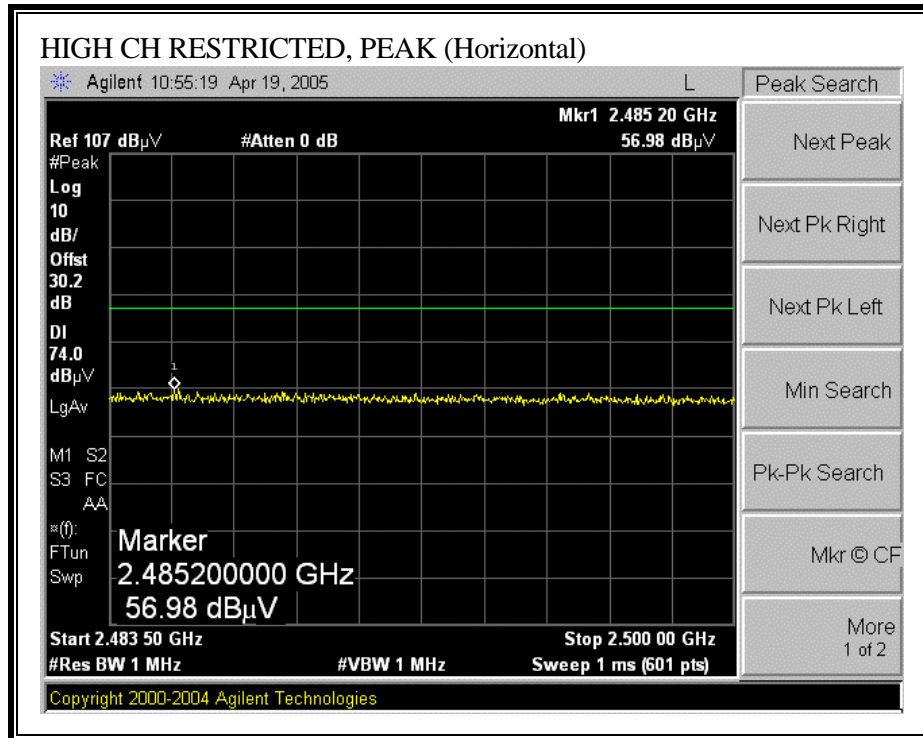 HIGH CH RESTRICTED, PEAK (Horizontal)
Agilent 10:55:19 Apr 19, 2005 L
Peak Search
Mkr1 2.485 20 GHz
Ref 107 dBµV #Atten 0 dB 56.98 dBµV
#Peak
Log
10
dB/
Offst
30.2
dB
DI
74.0
dBµV
LgAv
M1 S2
S3 FC
AA
¤(f):
FTun
Swp
1
Marker
2.485200000 GHz
56.98 dBµV
Start 2.483 50 GHz Stop 2.500 00 GHz
#Res BW 1 MHz #VBW 1 MHz Sweep 1 ms (601 pts)
Next Peak
Next Pk Right
Next Pk Left
Min Search
Pk-Pk Search
Mkr © CF
More
1 of 2
Copyright 2000-2004 Agilent Technologies